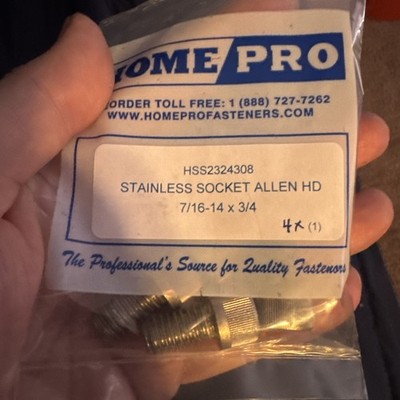 HOME/PRO
ORDER TOLL FREE: 1 (888) 727-7262
WWW.HOMEPROFASTENERS.COM
HSS2324308
STAINLESS SOCKET ALLEN HD
7/16-14 x 3/4
4x (1)
The Professional's Source for Quality Fasteners